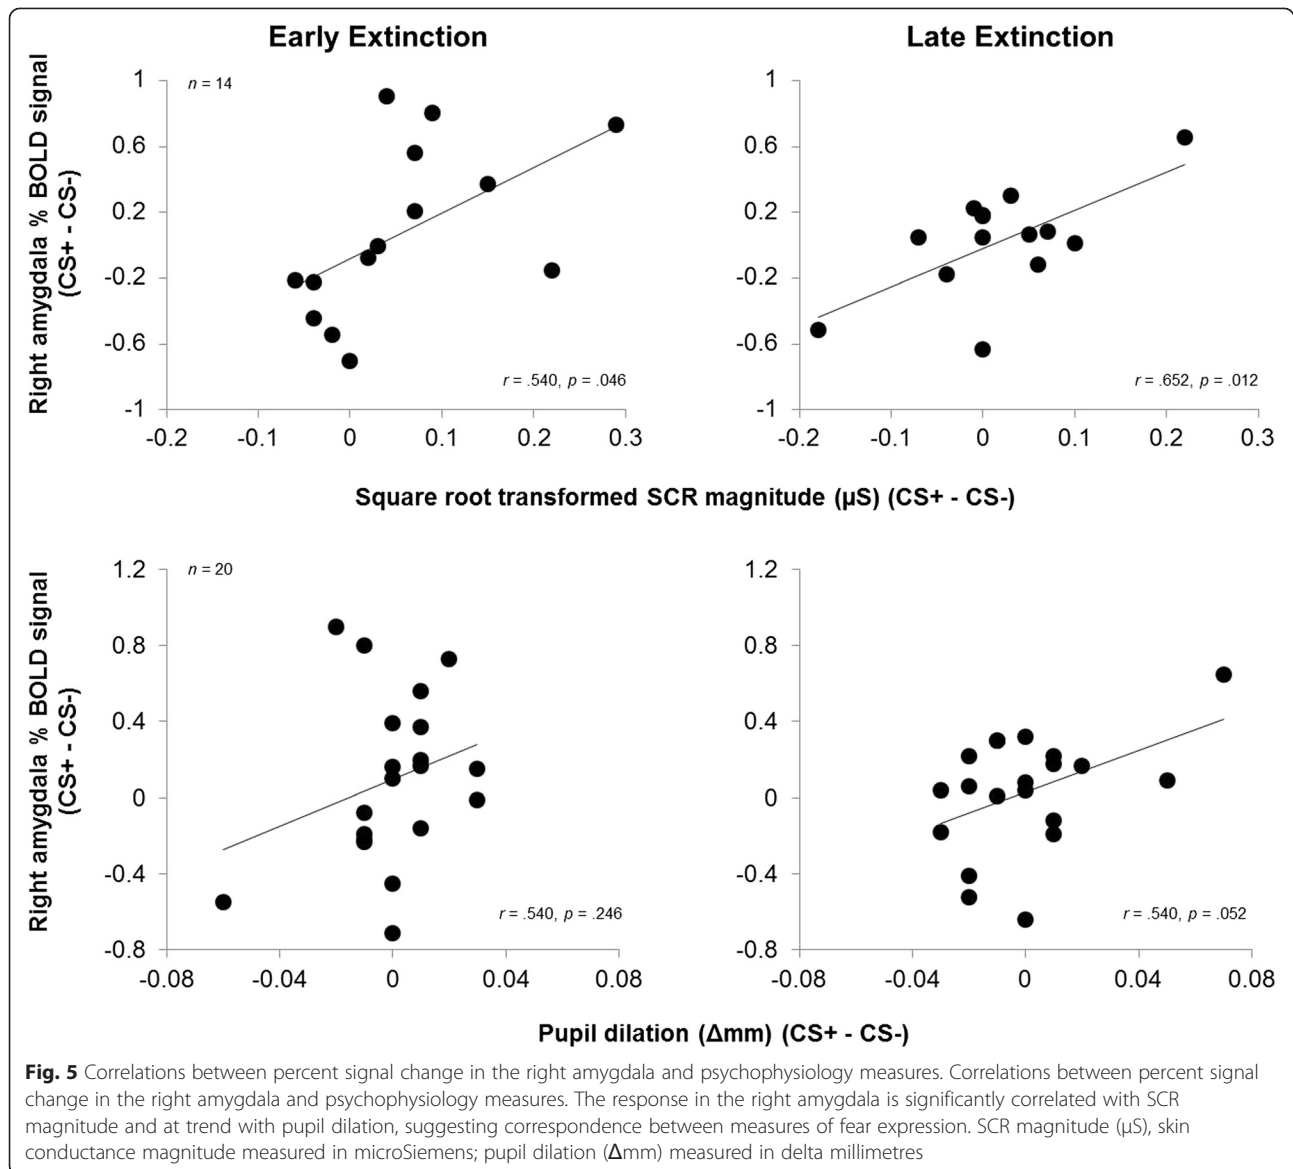 Early Extinction
Late Extinction
Right amygdala % BOLD signal
(CS+ - CS-)
1
0.6
0.2
-0.2
-0.6
-1
n = 14
r = .540, p = .046
-0.2 -0.1 0 0.1 0.2 0.3
1
0.6
0.2
-0.2
-0.6
-1
r = .652, p = .012
-0.2 -0.1 0 0.1 0.2 0.3
Square root transformed SCR magnitude (µS) (CS+ - CS-)
Right amygdala % BOLD signal
(CS+ - CS-)
1.2
0.8
0.4
0
-0.4
-0.8
n = 20
r = .540, p = .246
-0.08 -0.04 0 0.04 0.08
1.2
0.8
0.4
0
-0.4
-0.8
r = .540, p = .052
-0.08 -0.04 0 0.04 0.08
Pupil dilation (Δmm) (CS+ - CS-)
Fig. 5 Correlations between percent signal change in the right amygdala and psychophysiology measures. Correlations between percent signal
change in the right amygdala and psychophysiology measures. The response in the right amygdala is significantly correlated with SCR
magnitude and at trend with pupil dilation, suggesting correspondence between measures of fear expression. SCR magnitude (µS), skin
conductance magnitude measured in microSiemens; pupil dilation (Δmm) measured in delta millimetres